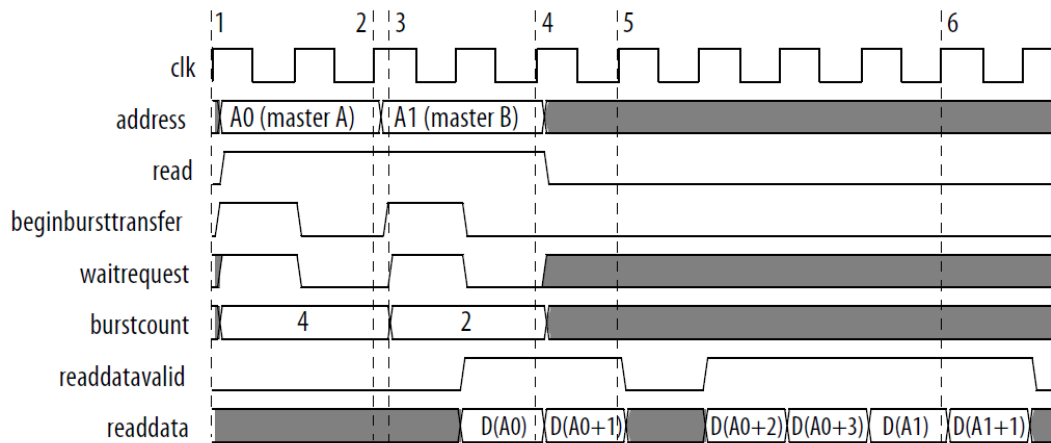 1 2 3 4 5 6
clk
address A0 (master A) A1 (master B)
read
beginbursttransfer
waitrequest
burstcount 4 2
readdatavalid
readdata D(A0) D(A0+1) D(A0+2) D(A0+3) D(A1) D(A1+1)